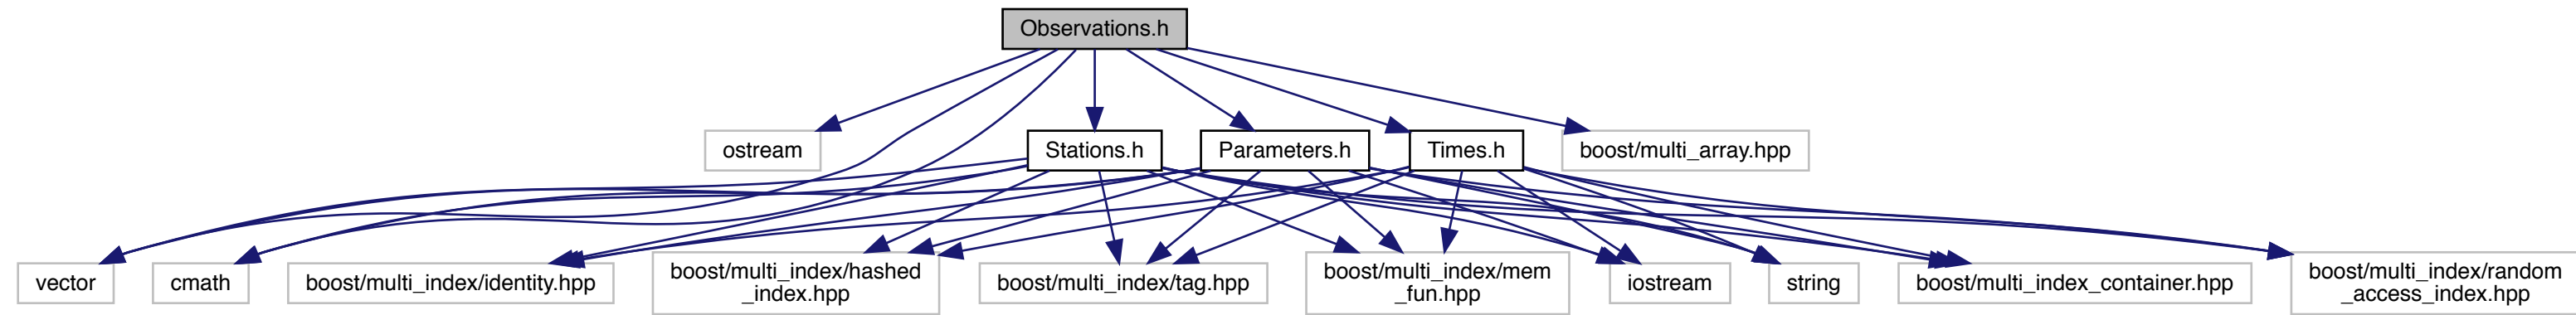 Observations.h
ostream
Stations.h
Parameters.h
Times.h
boost/multi_array.hpp
vector
cmath
boost/multi_index/identity.hpp
boost/multi_index/hashed
_index.hpp
boost/multi_index/tag.hpp
boost/multi_index/mem
_fun.hpp
iostream
string
boost/multi_index_container.hpp
boost/multi_index/random
_access_index.hpp